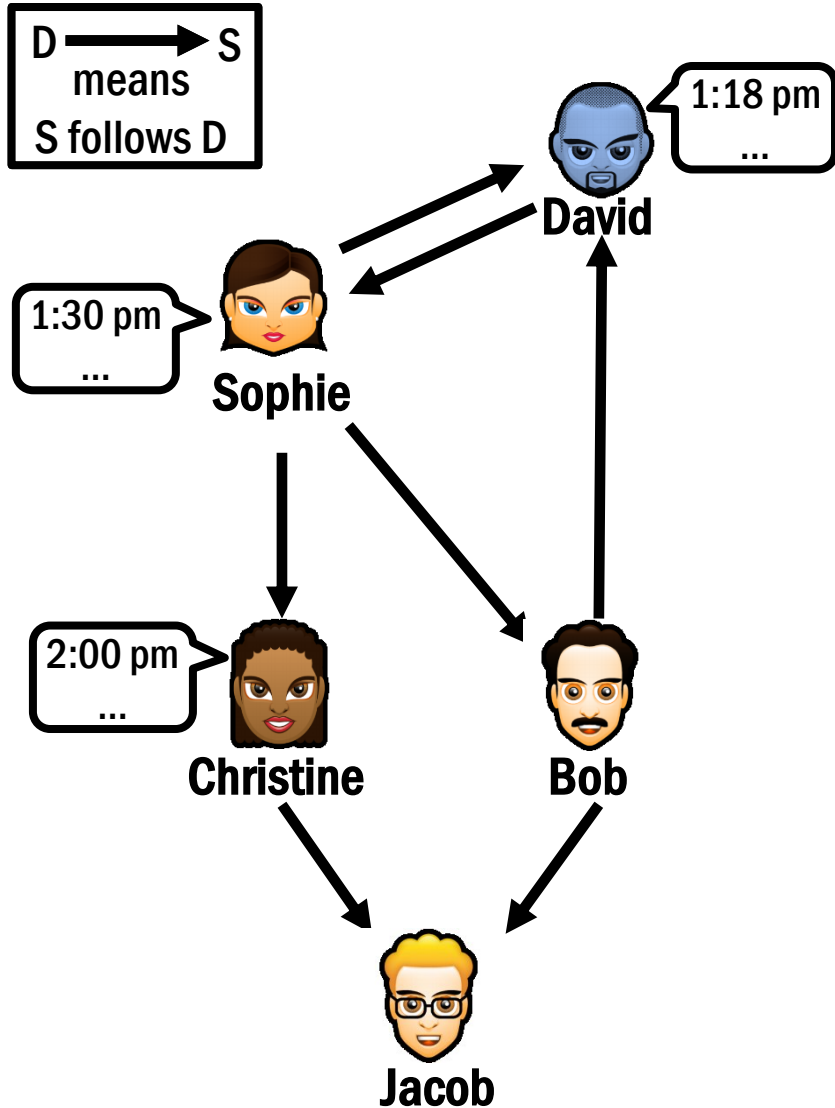 D S
means
S follows D
1:18 pm
...
David
1:30 pm
...
Sophie
2:00 pm
...
Christine
Bob
Jacob